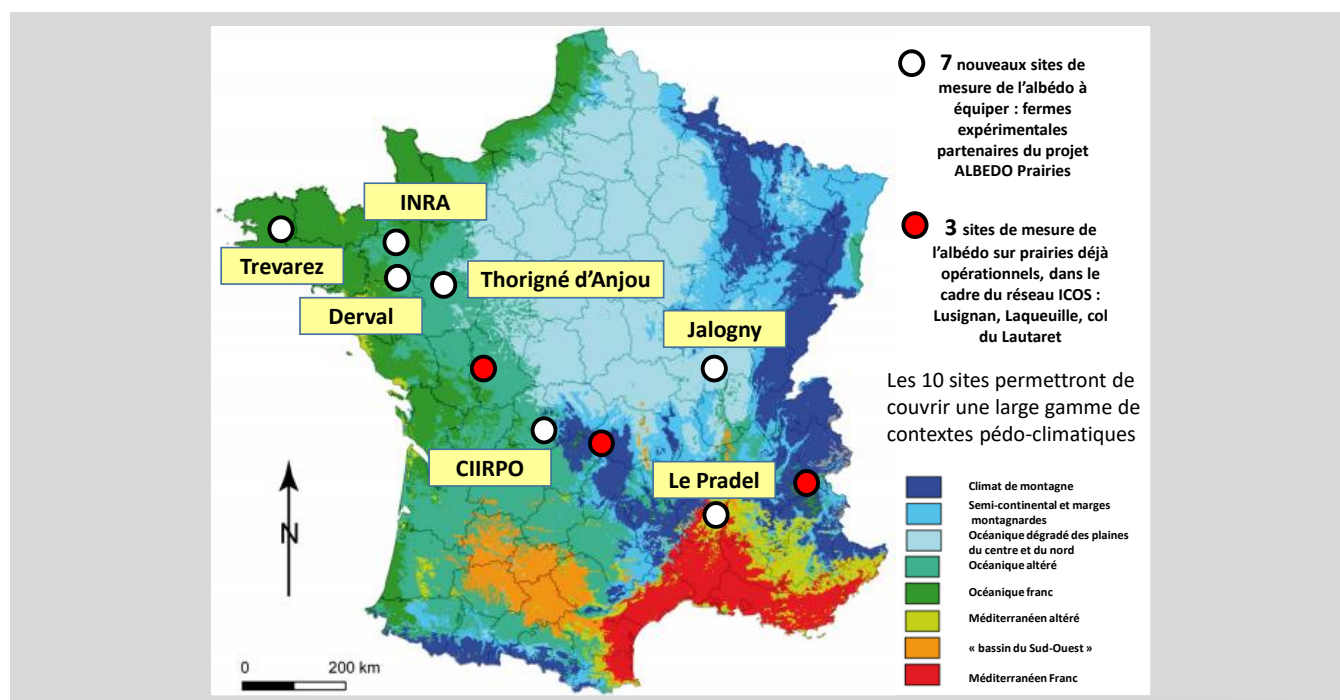 7 nouveaux sites de
mesure de l’albédo à
équiper : fermes
expérimentales
partenaires du projet
ALBEDO Prairies
INRA
Trevarez
Thorigné d’Anjou
Derval
Jalogny
3 sites de mesure de
l’albédo sur prairies déjà
opérationnels, dans le
cadre du réseau ICOS :
Lusignan, Laqueuille, col
du Lautaret
Les 10 sites permettront de
couvrir une large gamme de
contextes pédo-climatiques
CIIRPO
Le Pradel
N
0 200 km
Climat de montagne
Semi-continental et marges
montagnardes
Océanique dégradé des plaines
du centre et du nord
Océanique altéré
Océanique franc
Méditerranéen altéré
« bassin du Sud-Ouest »
Méditerranéen Franc